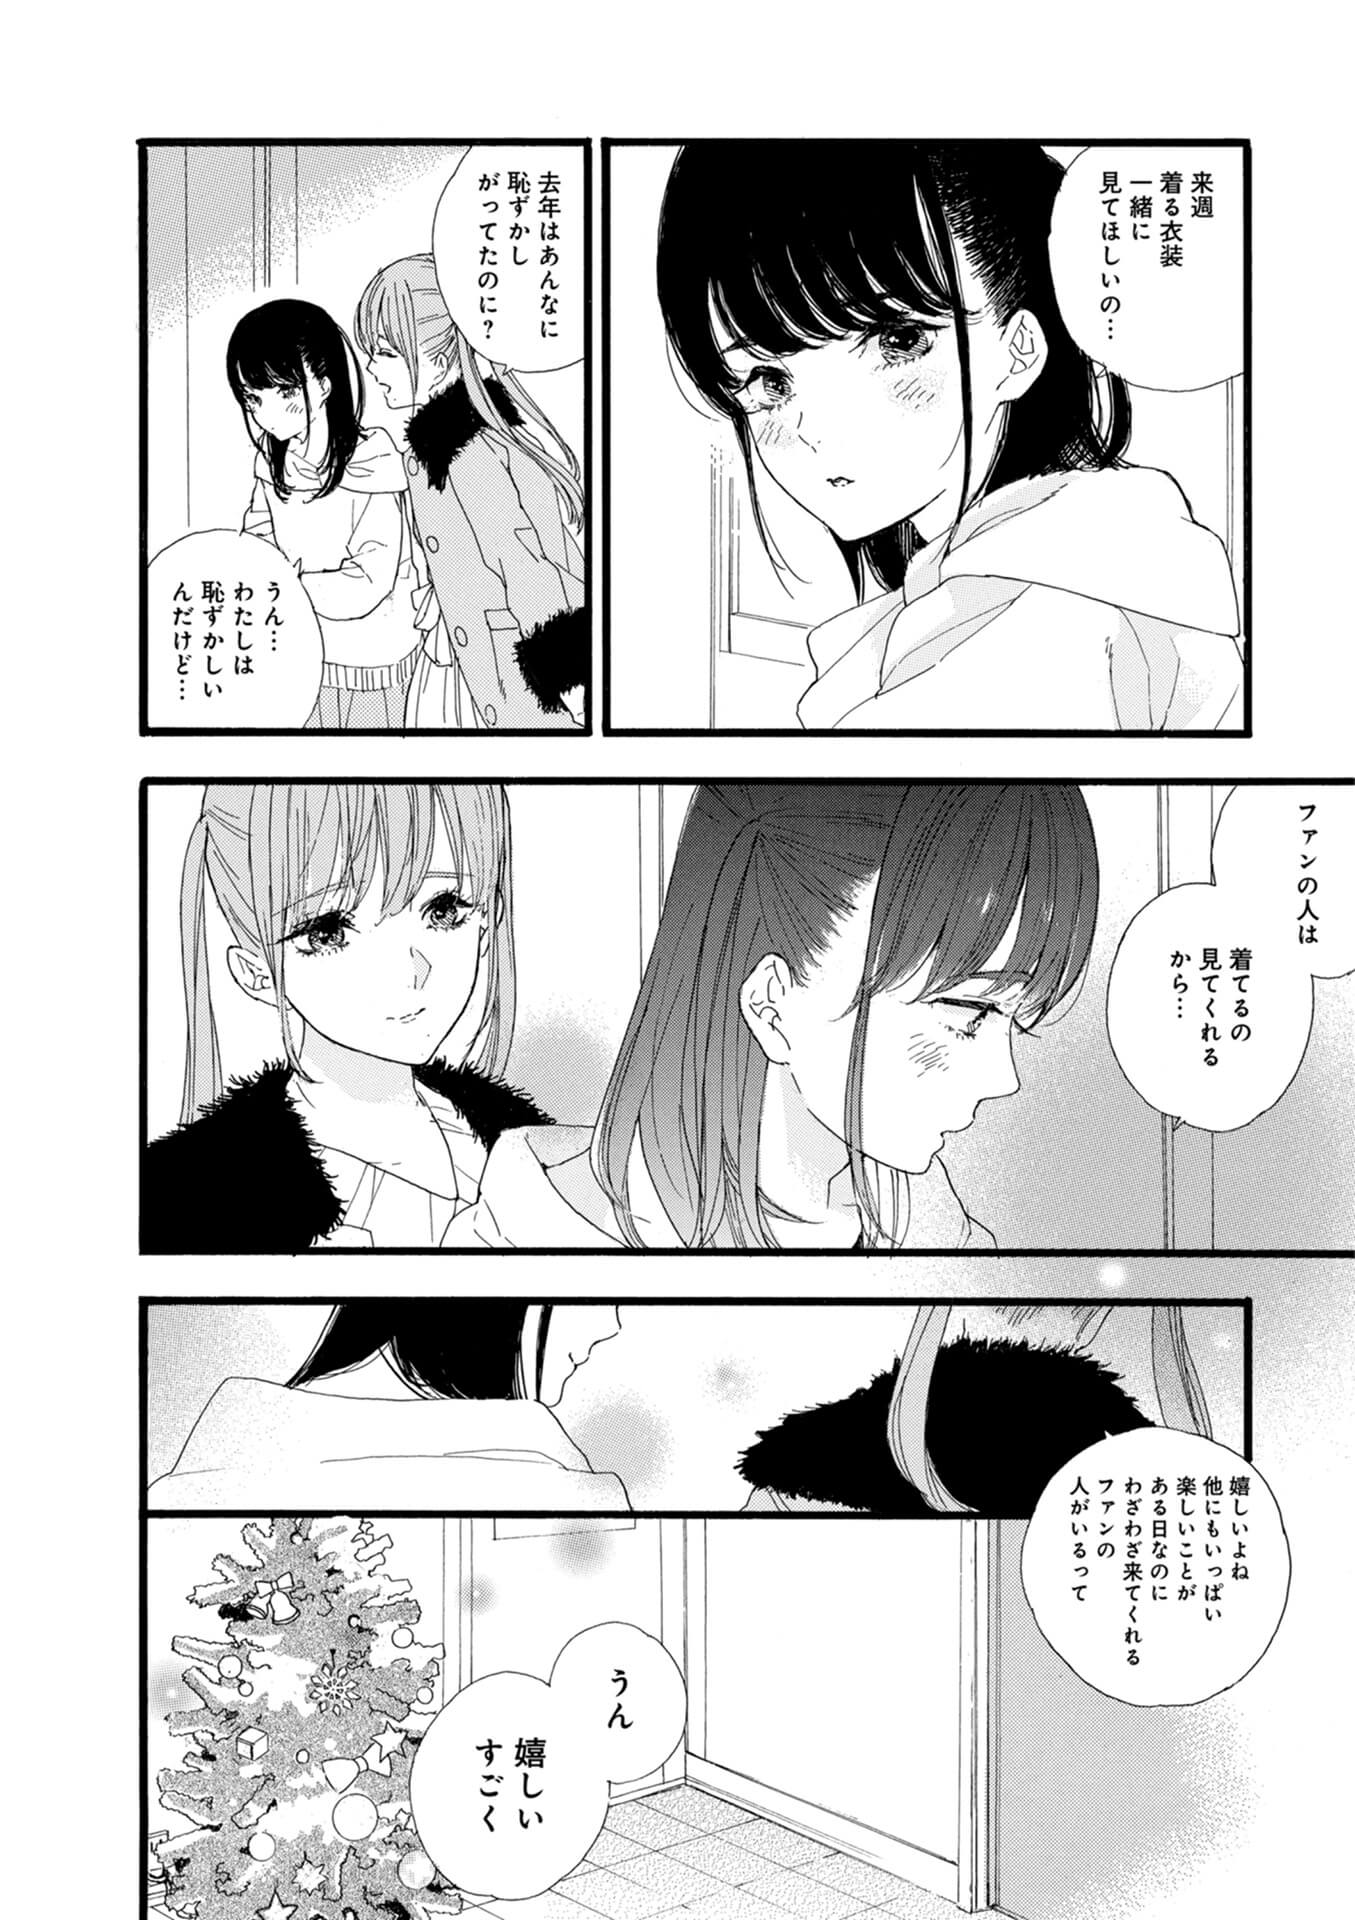 来週
着る衣装
一緒に
見てほしいの…
去年はあんなに
恥ずかし
がってたのに?
うん…
わたしは
恥ずかしい
んだけど…
ファンの人は
着てるの
見てくれる
から…
嬉しいよね
他にもいっぱい
楽しいことが
ある日なのに
わざわざ来てくれる
ファンの
人がいるって
うん
嬉しい
すごく